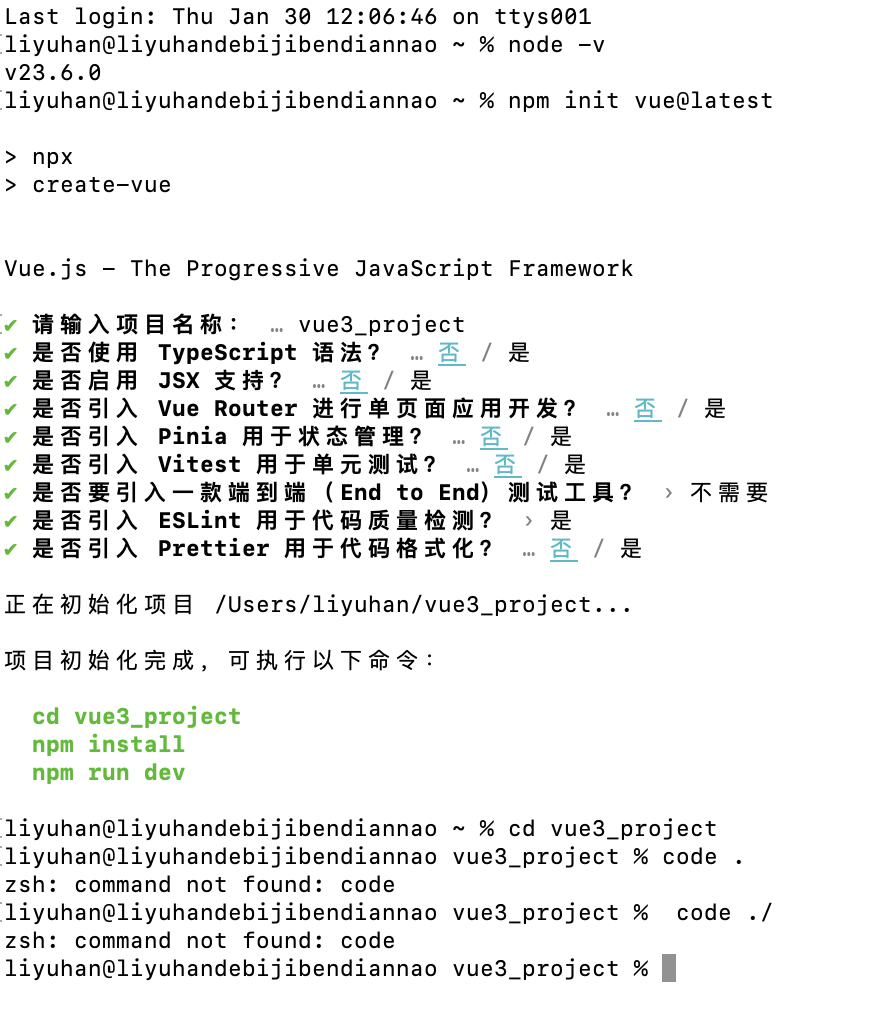 Last login: Thu Jan 30 12:06:46 on ttys001
liyuhan@liyuhandebijibendiannao ~ % node -v
v23.6.0
liyuhan@liyuhandebijibendiannao ~ % npm init vue@latest
> npx
> create-vue
Vue.js - The Progressive JavaScript Framework
✔ 请输入项目名称： … vue3_project
✔ 是否使用 TypeScript 语法？ … 否 / 是
✔ 是否启用 JSX 支持？ … 否 / 是
✔ 是否引入 Vue Router 进行单页面应用开发？ … 否 / 是
✔ 是否引入 Pinia 用于状态管理？ … 否 / 是
✔ 是否引入 Vitest 用于单元测试？ … 否 / 是
✔ 是否要引入一款端到端（End to End）测试工具？ › 不需要
✔ 是否引入 ESLint 用于代码质量检测？ › 是
✔ 是否引入 Prettier 用于代码格式化？ … 否 / 是
正在初始化项目 /Users/liyuhan/vue3_project...
项目初始化完成，可执行以下命令：
cd vue3_project
npm install
npm run dev
liyuhan@liyuhandebijibendiannao ~ % cd vue3_project
liyuhan@liyuhandebijibendiannao vue3_project % code .
zsh: command not found: code
liyuhan@liyuhandebijibendiannao vue3_project %  code ./
zsh: command not found: code
liyuhan@liyuhandebijibendiannao vue3_project %